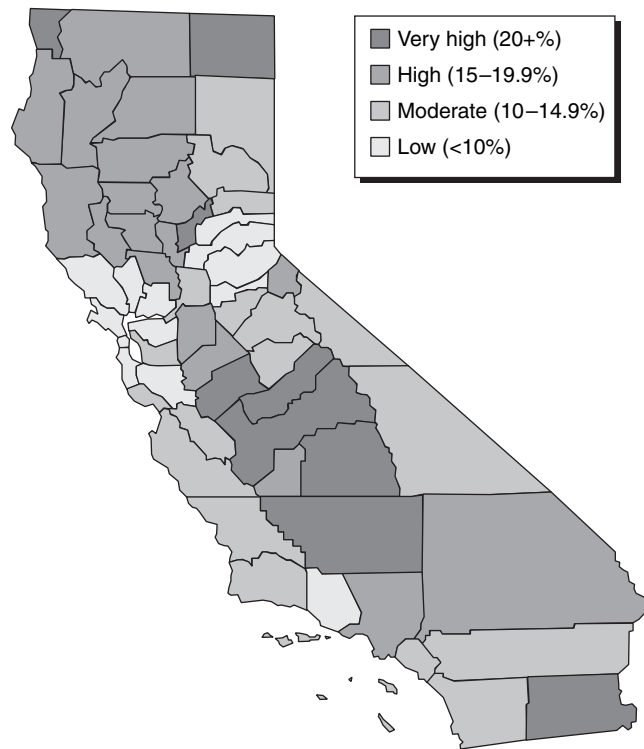 Very high (20+%)
High (15–19.9%)
Moderate (10–14.9%)
Low (<10%)